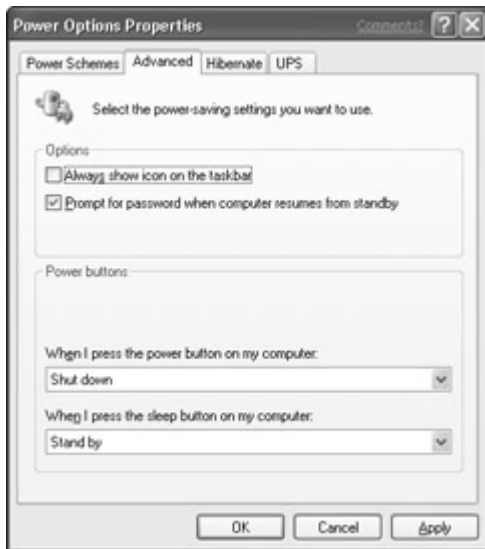 Power Options Properties Comments? ?
Power Schemes Advanced Hibernate UPS
Select the power-saving settings you want to use.
Options
Always show icon on the taskbar
Prompt for password when computer resumes from standby
Power buttons
When I press the power button on my computer:
Shut down
When I press the sleep button on my computer:
Stand by
OK Cancel Apply